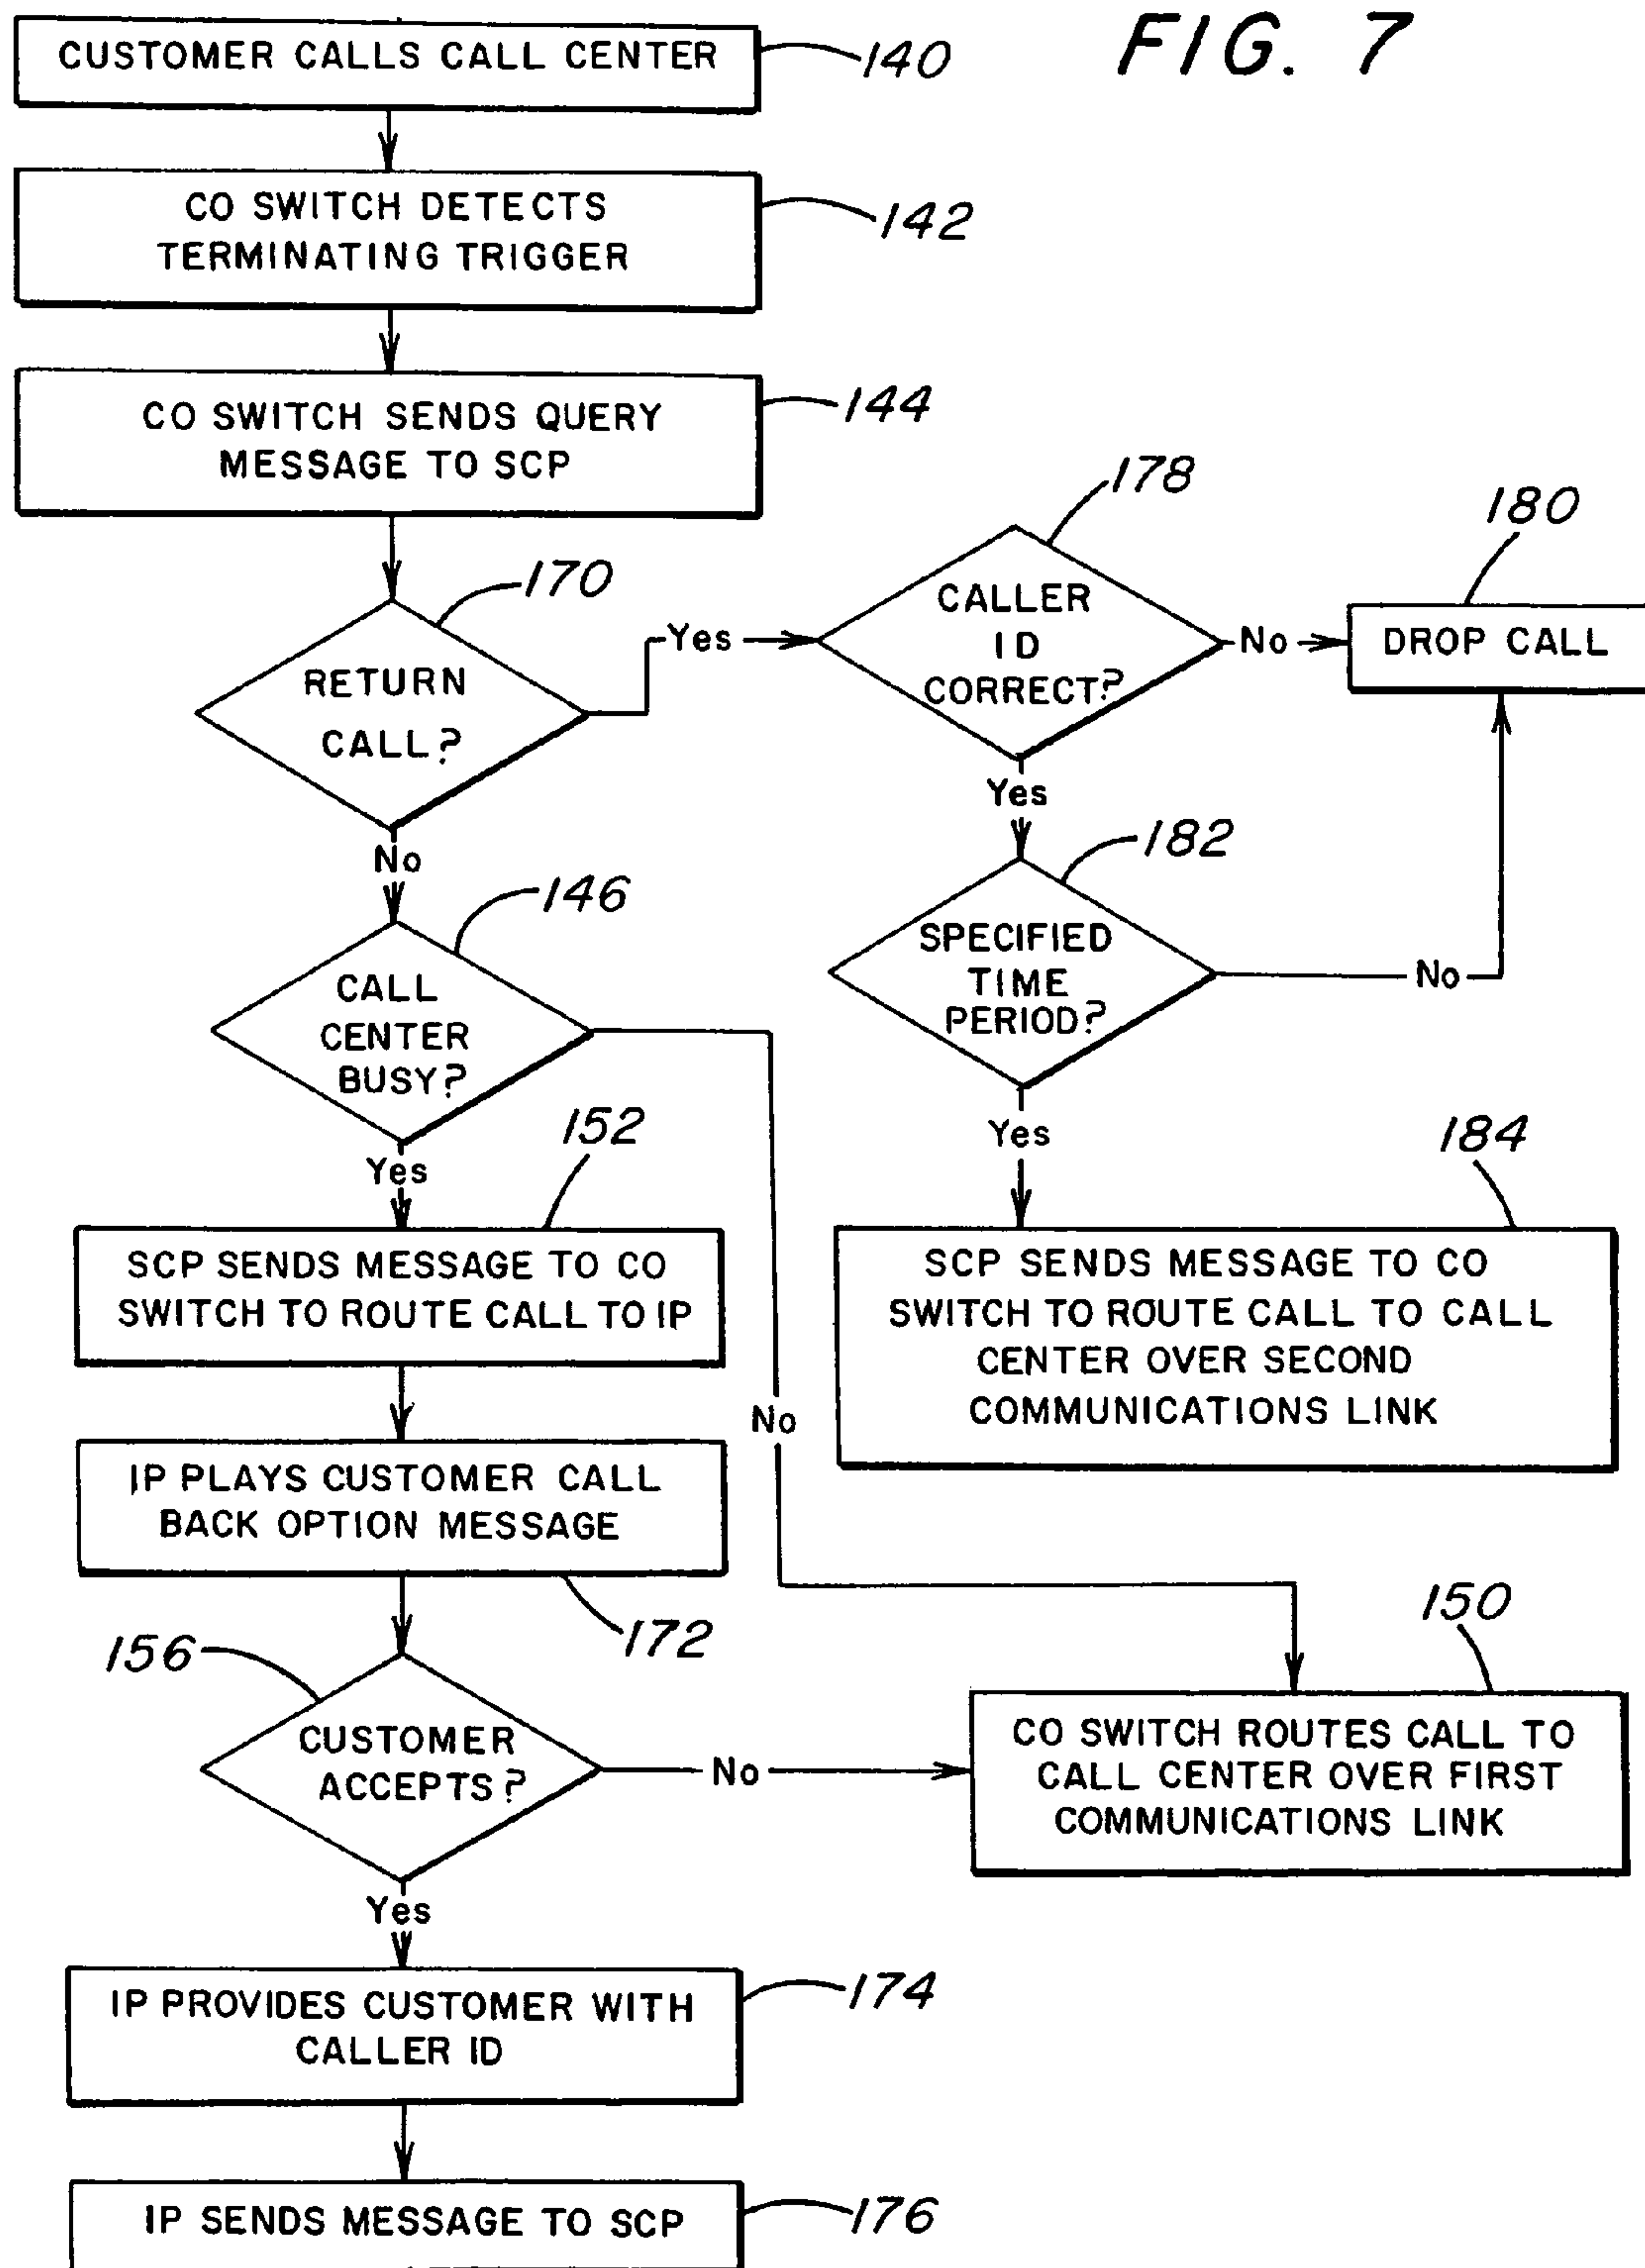 FIG. 7
CUSTOMER CALLS CALL CENTER
140
CO SWITCH DETECTS
TERMINATING TRIGGER
142
CO SWITCH SENDS QUERY
MESSAGE TO SCP
144
170
RETURN
CALL?
Yes
178
CALLER
ID
CORRECT?
No
180
DROP CALL
Yes
182
SPECIFIED
TIME
PERIOD?
No
Yes
184
SCP SENDS MESSAGE TO CO
SWITCH TO ROUTE CALL TO CALL
CENTER OVER SECOND
COMMUNICATIONS LINK
No
146
CALL
CENTER
BUSY?
No
Yes
152
SCP SENDS MESSAGE TO CO
SWITCH TO ROUTE CALL TO IP
IP PLAYS CUSTOMER CALL
BACK OPTION MESSAGE
172
156
CUSTOMER
ACCEPTS?
No
150
CO SWITCH ROUTES CALL TO
CALL CENTER OVER FIRST
COMMUNICATIONS LINK
Yes
IP PROVIDES CUSTOMER WITH
CALLER ID
174
IP SENDS MESSAGE TO SCP
176